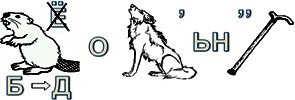 Ё
О , ЬН ,,
Б ⇨ Д